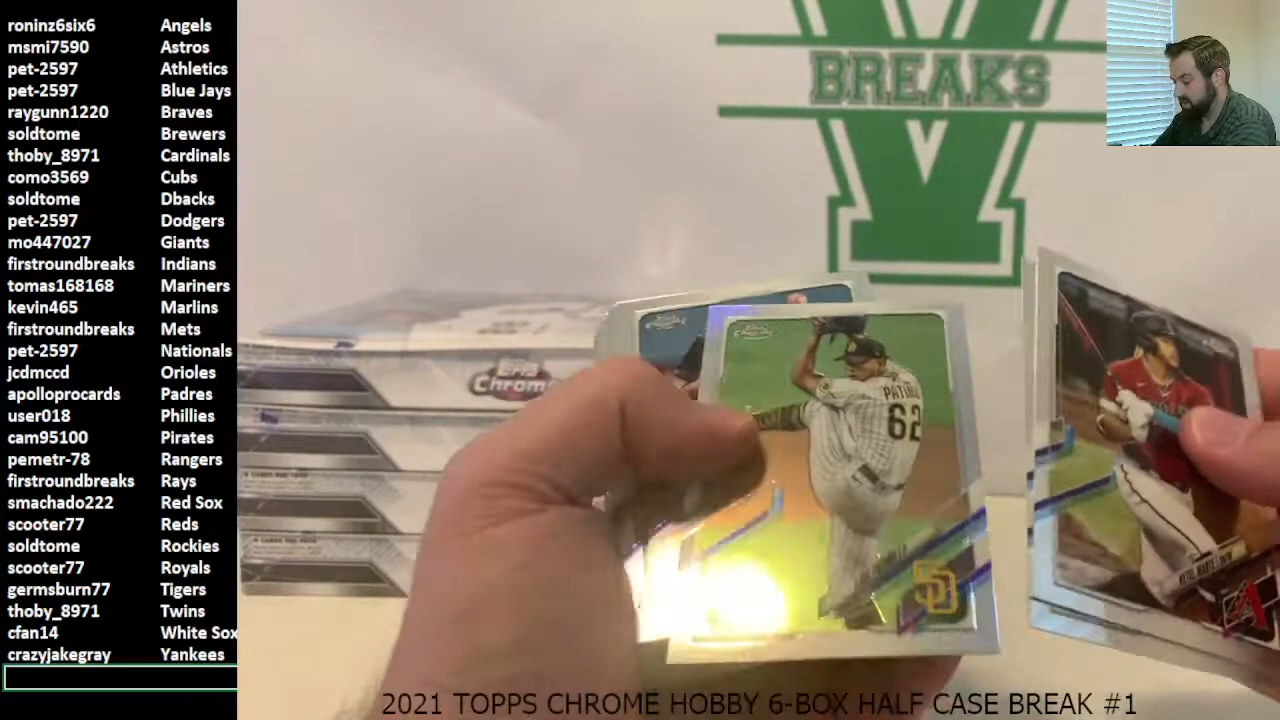 roninz6six6 Angels
msmi7590 Astros
pet-2597 Athletics
pet-2597 Blue Jays
raygunn1220 Braves
soldtome Brewers
thoby_8971 Cardinals
como3569 Cubs
soldtome Dbacks
pet-2597 Dodgers
mo447027 Giants
firstroundbreaks Indians
tomas168168 Mariners
kevin465 Marlins
firstroundbreaks Mets
pet-2597 Nationals
jcdmccd Orioles
apolloprocards Padres
user018 Phillies
cam95100 Pirates
pemetr-78 Rangers
firstroundbreaks Rays
smachado222 Red Sox
scooter77 Reds
soldtome Rockies
scooter77 Royals
germsburn77 Tigers
thoby_8971 Twins
cfan14 White Sox
crazyjakegray Yankees
V
BREAKS
Chrome
62
SD
A
2021 TOPPS CHROME HOBBY 6-BOX HALF CASE BREAK #1